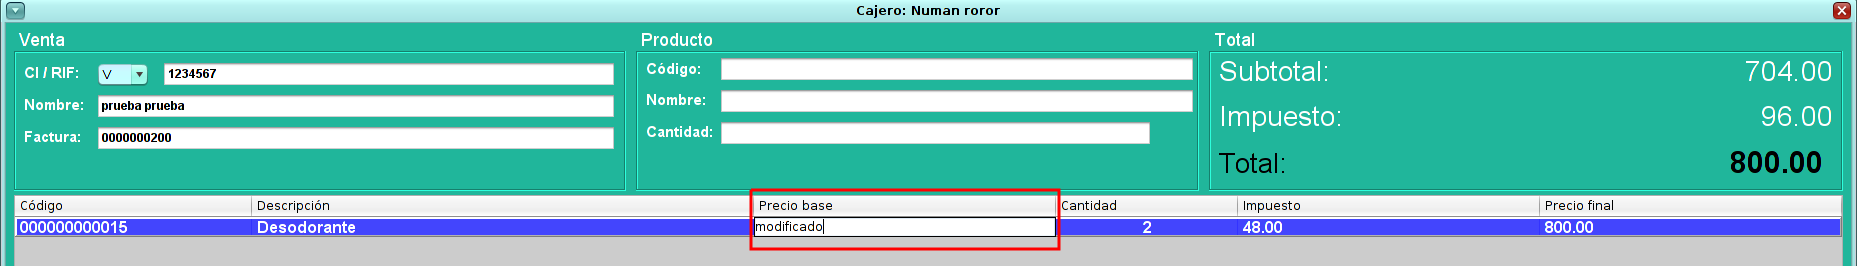 Cajero: Numan roror
Venta
CI / RIF: V 1234567
Nombre: prueba prueba
Factura: 0000000200
Producto
Código:
Nombre:
Cantidad:
Total
Subtotal: 704.00
Impuesto: 96.00
Total: 800.00
Código Descripción Precio base Cantidad Impuesto Precio final
000000000015 Desodorante modificado 2 48.00 800.00